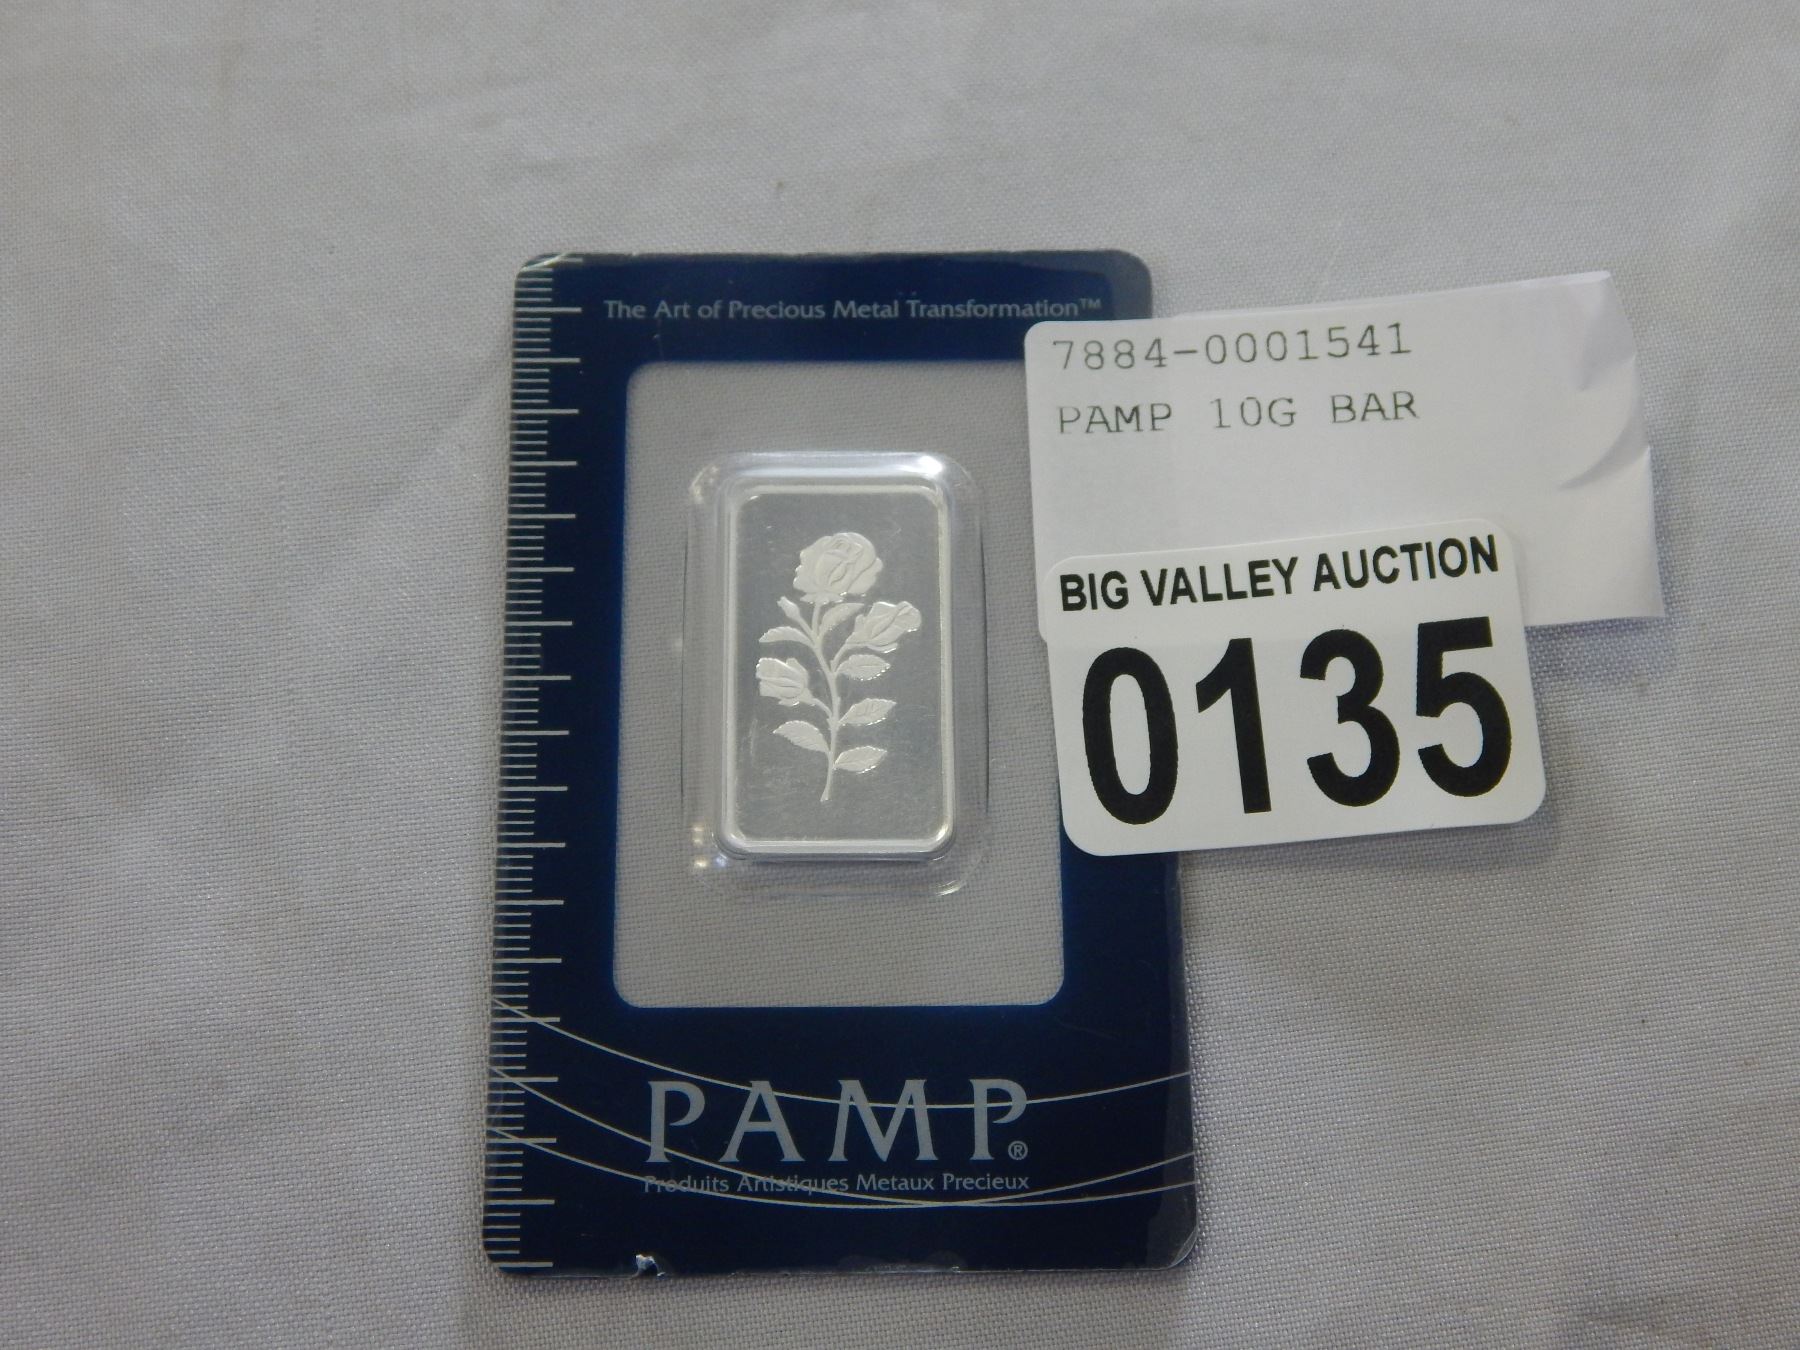 The Art of Precious Metal Transformation™
7884-0001541
PAMP 10G BAR
BIG VALLEY AUCTION
0135
PAMP®
Produits Artistiques Metaux Precieux